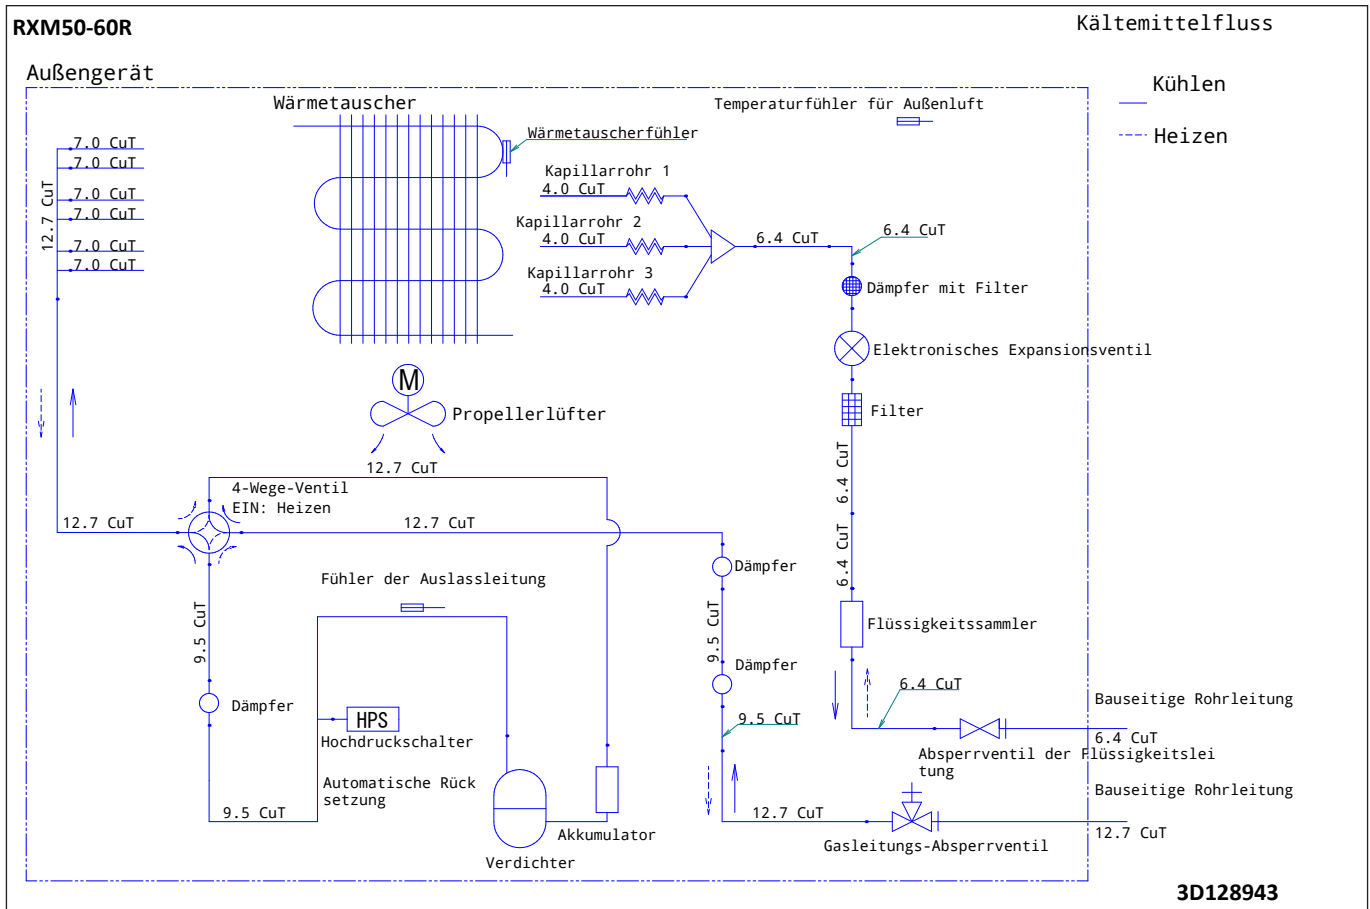 RXM50-60R
Kältemittelfluss
Außengerät
Kühlen
Heizen
Wärmetauscher
Temperaturfühler für Außenluft
Wärmetauscherfühler
7.0 CuT
7.0 CuT
7.0 CuT
7.0 CuT
7.0 CuT
7.0 CuT
12.7 CuT
Kapillarrohr 1
4.0 CuT
Kapillarrohr 2
4.0 CuT
Kapillarrohr 3
4.0 CuT
6.4 CuT
6.4 CuT
Dämpfer mit Filter
Elektronisches Expansionsventil
Filter
M
Propellerlüfter
12.7 CuT
4-Wege-Ventil
EIN: Heizen
12.7 CuT
12.7 CuT
6.4 CuT
6.4 CuT
Dämpfer
Fühler der Auslassleitung
9.5 CuT
9.5 CuT
Flüssigkeitssammler
Dämpfer
Dämpfer
6.4 CuT
9.5 CuT
HPS
Hochdruckschalter
Automatische Rück
setzung
9.5 CuT
Bauseitige Rohrleitung
6.4 CuT
Absperrventil der Flüssigkeitslei
tung
Bauseitige Rohrleitung
12.7 CuT
12.7 CuT
Akkumulator
Verdichter
Gasleitungs-Absperrventil
3D128943